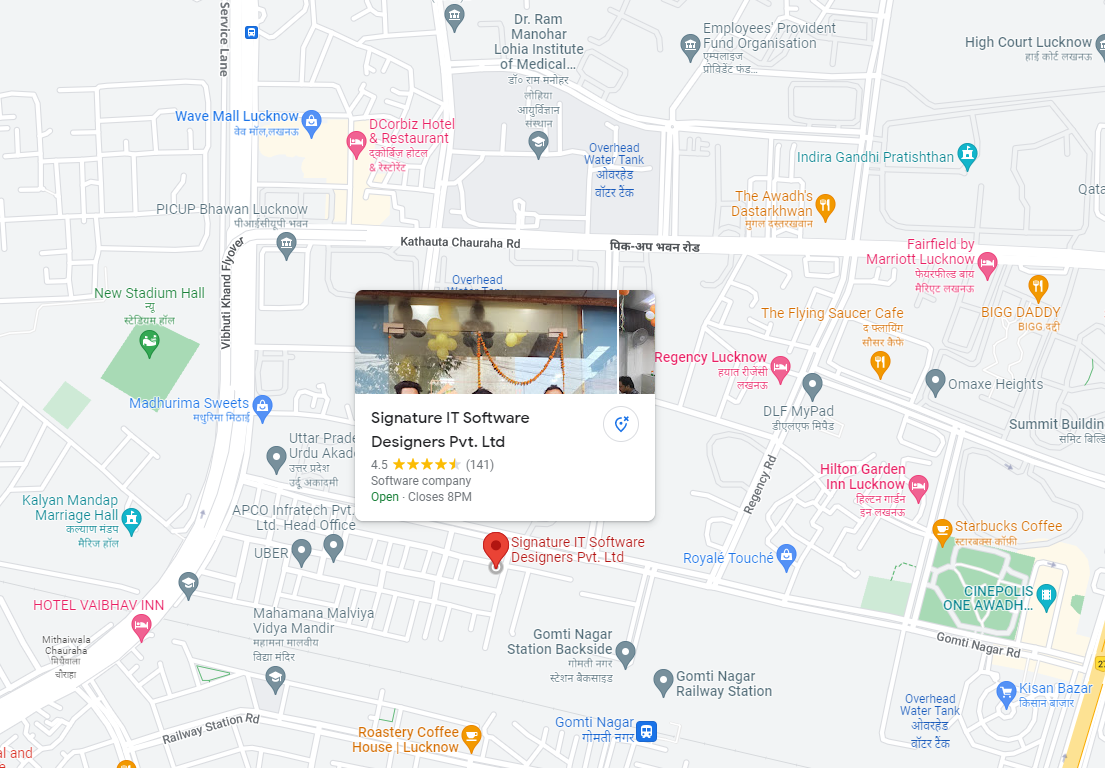 Service Lane
Dr. Ram
Manohar
Lohia Institute
of Medical...
डॉ० राम मनोहर
लोहिया
आयुर्विज्ञान
संस्थान
Employees' Provident
Fund Organisation
एम्पलाइज
प्रोविडेंट फंड...
High Court Lucknow
हाई कोर्ट लखनऊ
Wave Mall Lucknow
वेव मॉल,लखनऊ
DCorbiz Hotel
& Restaurant
द्कोर्बिज़ होटल
& रेस्टोरेंट
Overhead
Water Tank
ओवरहेड
वॉटर टैंक
Indira Gandhi Pratishthan
The Awadh's
Dastarkhwan
मुगल दस्तरखवान
Qata
PICUP Bhawan Lucknow
पीआईसीयूपी भवन
Kathauta Chauraha Rd
पिक-अप भवन रोड
Fairfield by
Marriott Lucknow
फेयरफील्ड बाय
मैरिएट लखनऊ
Vibhuti Khand Flyover
Overhead
Water Tank
New Stadium Hall
न्यू
स्टेडियम हॉल
The Flying Saucer Cafe
द फ्लायिंग
सौसर कैफे
BIGG DADDY
BIGG दद्दी
Regency Lucknow
हयात रीजेंसी
लखनऊ
Omaxe Heights
DLF MyPad
डीएलएफ मिपैड
Madhurima Sweets
मधुरिमा मिठाई
Signature IT Software
Designers Pvt. Ltd
4.5
(141)
Software company
Open · Closes 8PM
Summit Buildin
समिट बिल्डि
Uttar Prade
Urdu Akade
उत्तर प्रदेश
उर्दू अकादमी
Regency Rd
Hilton Garden
Inn Lucknow
हिल्टन गार्डन
इन लखनऊ
Kalyan Mandap
Marriage Hall
कल्याण मंडप
मैरिज हॉल
APCO Infratech Pvt.
Ltd. Head Office
UBER
Signature IT Software
Designers Pvt. Ltd
Starbucks Coffee
स्टारबक्स कॉफ़ी
Royalé Touché
CINEPOLIS
ONE AWADH...
HOTEL VAIBHAV INN
Mithaiwala
Chauraha
मिठैवाला
चौराहा
Mahamana Malviya
Vidya Mandir
महामना मालवीय
विद्या मंदिर
Gomti Nagar
Station Backside
गोमती नगर
स्टेशन बैकसाइड
Gomti Nagar Rd
Gomti Nagar
Railway Station
Railway Station Rd
Roastery Coffee
House | Lucknow
Gomti Nagar
गोमती नगर
Overhead
Water Tank
ओवरहेड
वॉटर टैंक
Kisan Bazar
किसान बाजार
27
al and
e